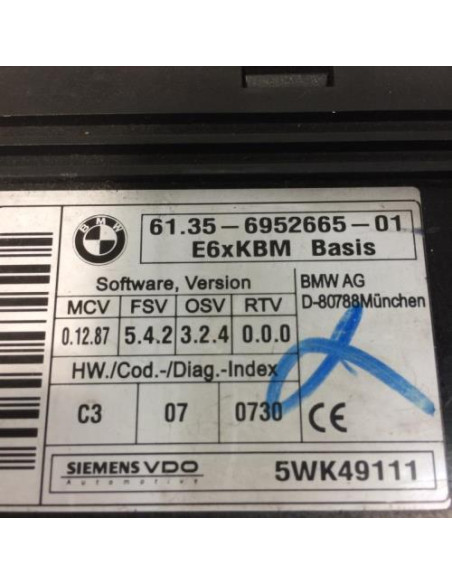 BMW
61.35-6952665-01
E6xKBM Basis
Software, Version
MCV FSV OSV RTV
0.12.87 5.4.2 3.2.4 0.0.0
HW./Cod.-/Diag.-Index
C3 07 0730
BMW AG
D-80788München
CE
SIEMENS VDO
Automotive
5WK49111